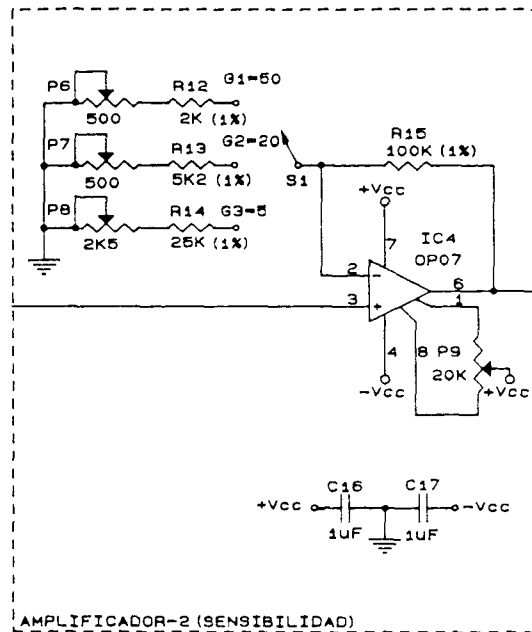 P6
R12
G1=50
500
2K (1%)
P7
R13
G2=20
500
5K2 (1%)
S1
R15
100K (1%)
P8
R14
G3=5
2K5
25K (1%)
+Vcc
7
IC4
OP07
2
-
3
+
6
1
4
8
P9
20K
-Vcc
+Vcc
C16
C17
+Vcc
-Vcc
1uF
1uF
AMPLIFICADOR-2 (SENSIBILIDAD)